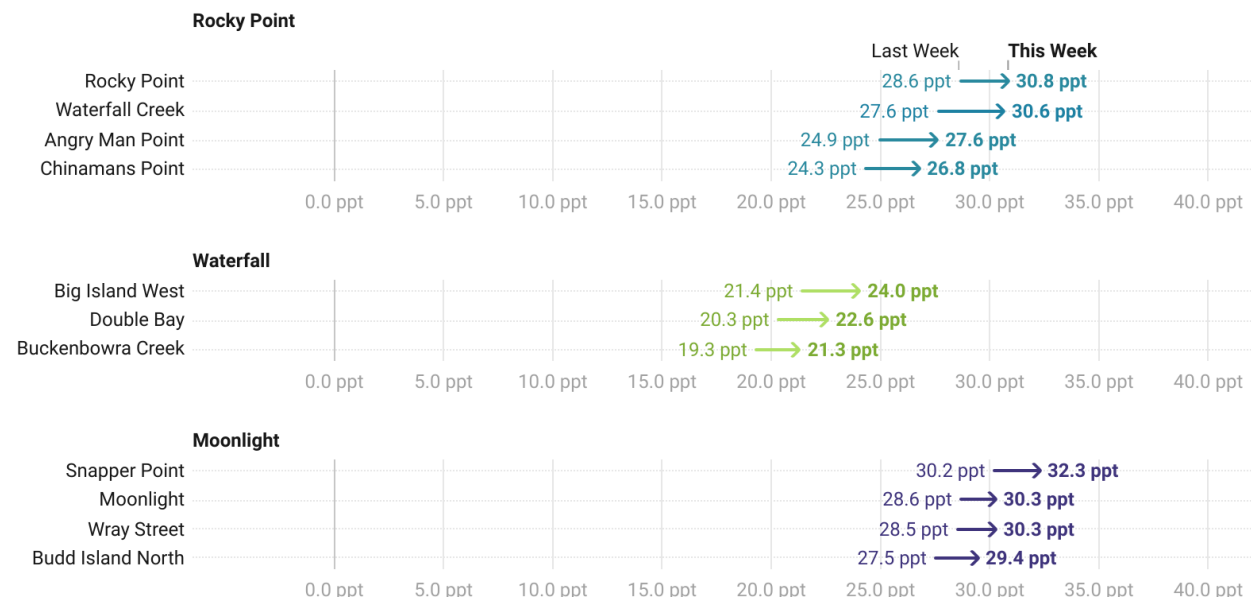 Rocky Point
Last Week This Week
Rocky Point 28.6 ppt 30.8 ppt
Waterfall Creek 27.6 ppt 30.6 ppt
Angry Man Point 24.9 ppt 27.6 ppt
Chinamans Point 24.3 ppt 26.8 ppt
0.0 ppt 5.0 ppt 10.0 ppt 15.0 ppt 20.0 ppt 25.0 ppt 30.0 ppt 35.0 ppt 40.0 ppt
Waterfall
Big Island West 21.4 ppt 24.0 ppt
Double Bay 20.3 ppt 22.6 ppt
Buckenbowra Creek 19.3 ppt 21.3 ppt
0.0 ppt 5.0 ppt 10.0 ppt 15.0 ppt 20.0 ppt 25.0 ppt 30.0 ppt 35.0 ppt 40.0 ppt
Moonlight
Snapper Point 30.2 ppt 32.3 ppt
Moonlight 28.6 ppt 30.3 ppt
Wray Street 28.5 ppt 30.3 ppt
Budd Island North 27.5 ppt 29.4 ppt
0.0 ppt 5.0 ppt 10.0 ppt 15.0 ppt 20.0 ppt 25.0 ppt 30.0 ppt 35.0 ppt 40.0 ppt